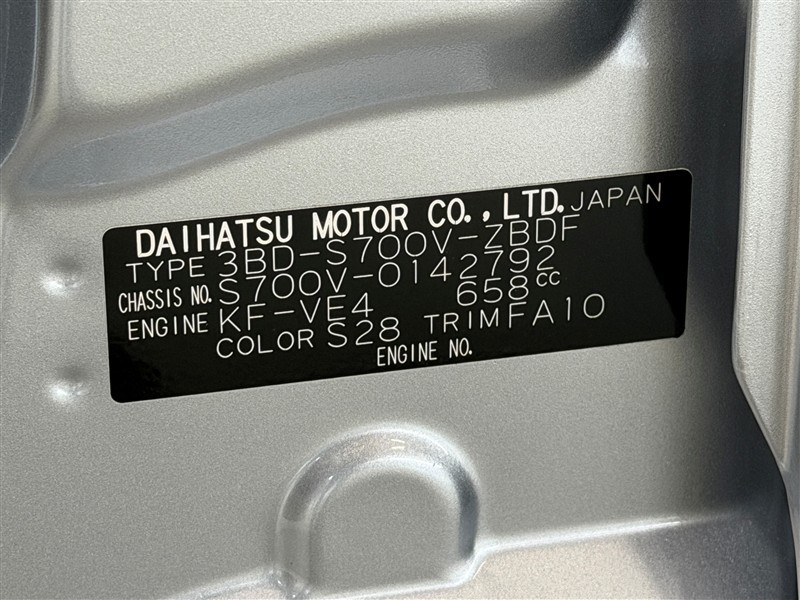 DAIHATSU MOTOR CO.,LTD. JAPAN
TYPE 3BD-S700V-ZBDF
CHASSIS NO. S700V-0142792
ENGINE KF-VE4 658cc
COLOR S28 TRIM FA10
ENGINE NO.